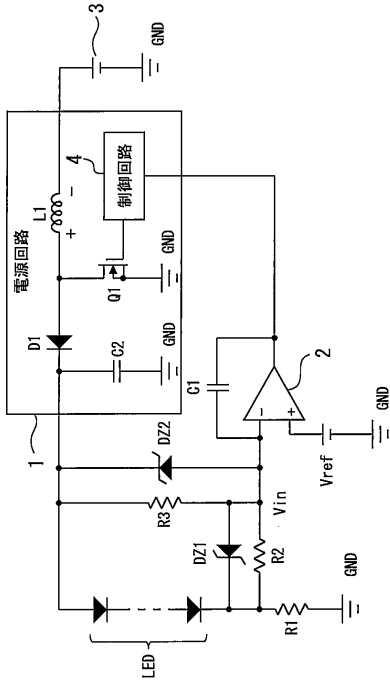 電源回路
1
D1
L1
+
-
3
GND
4
制御回路
Q1
GND
C2
GND
DZ2
C1
2
-
+
Vref
GND
R3
Vin
DZ1
R2
LED
R1
GND